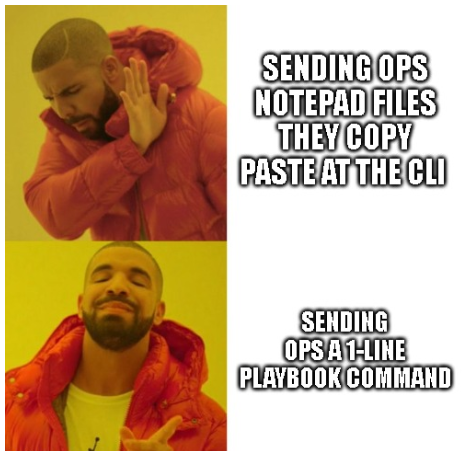 SENDING OPS
NOTEPAD FILES
THEY COPY
PASTE AT THE CLI
SENDING
OPS A 1-LINE
PLAYBOOK COMMAND